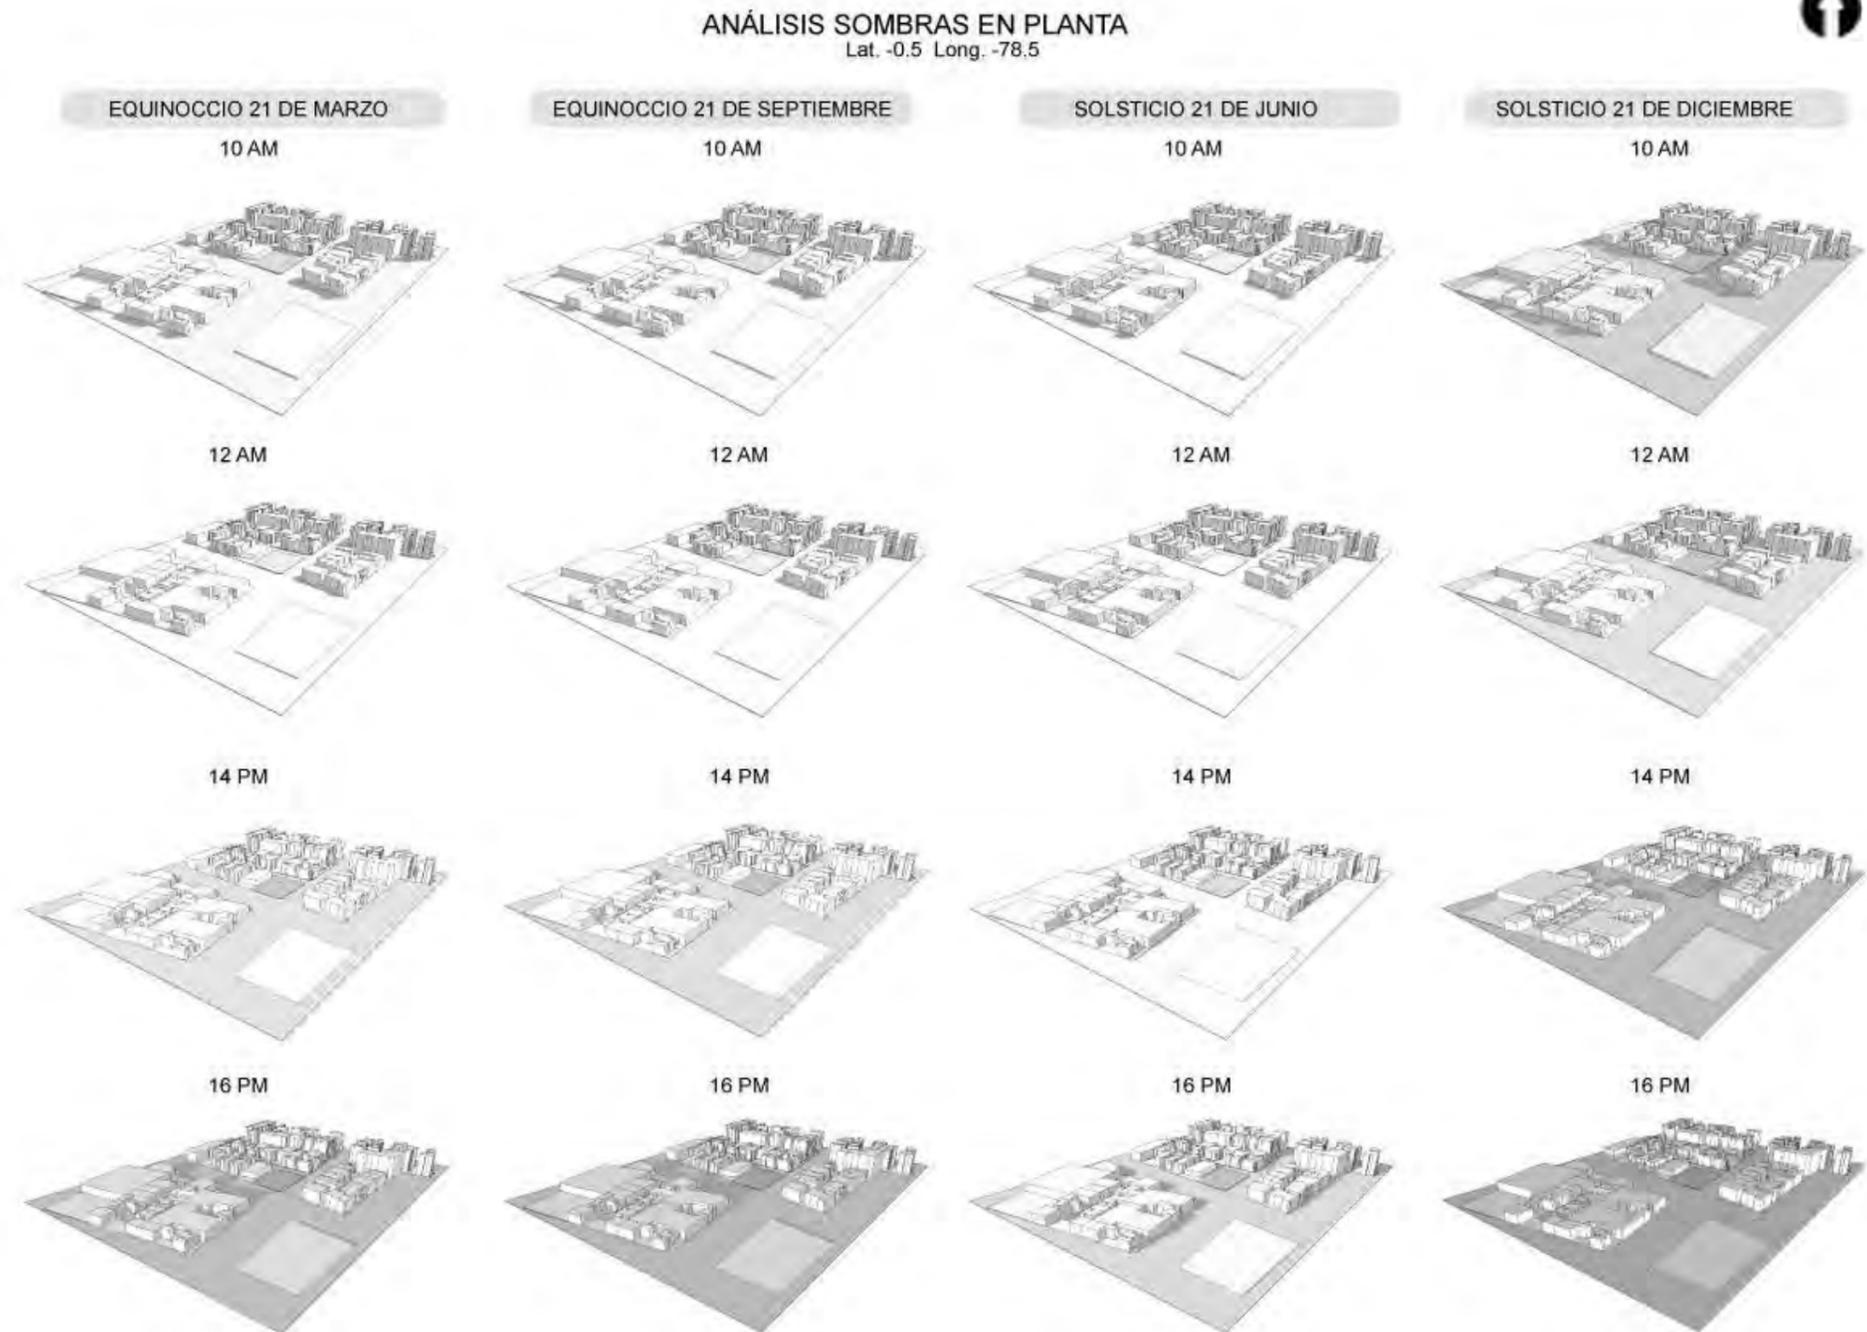 ANÁLISIS SOMBRAS EN PLANTA
Lat. -0.5 Long. -78.5
EQUINOCCIO 21 DE MARZO
EQUINOCCIO 21 DE SEPTIEMBRE
SOLSTICIO 21 DE JUNIO
SOLSTICIO 21 DE DICIEMBRE
10 AM
10 AM
10 AM
10 AM
12 AM
12 AM
12 AM
12 AM
14 PM
14 PM
14 PM
14 PM
16 PM
16 PM
16 PM
16 PM